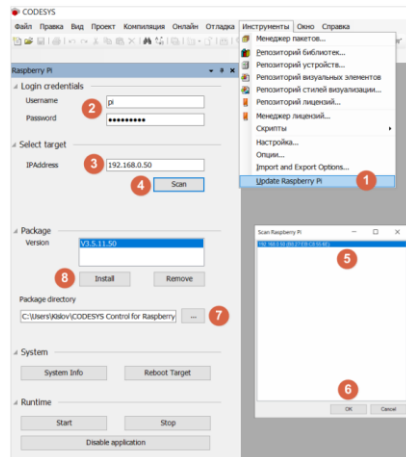 CODESYS
Файл Правка Вид Проект Компиляция Онлайн Отладка Инструменты Окно Справка
Менеджер пакетов...
Репозиторий библиотек...
Репозиторий устройств...
Репозиторий визуальных элементов
Репозиторий стилей визуализации...
Репозиторий лицензий...
Менеджер лицензий...
Скрипты
Настройка...
Опции...
Import and Export Options...
Update Raspberry Pi
1
Raspberry Pi
Login credentials
Username pi
2
Password
Select target
IPAddress 3 192.168.0.50
4 Scan
Package
Version V3.5.11.50
8 Install Remove
Package directory
C:\Users\Kislov\CODESYS Control for Raspberry ... 7
System
System Info Reboot Target
Runtime
Start Stop
Disable application
Scan Raspberry Pi
5
6
OK Cancel